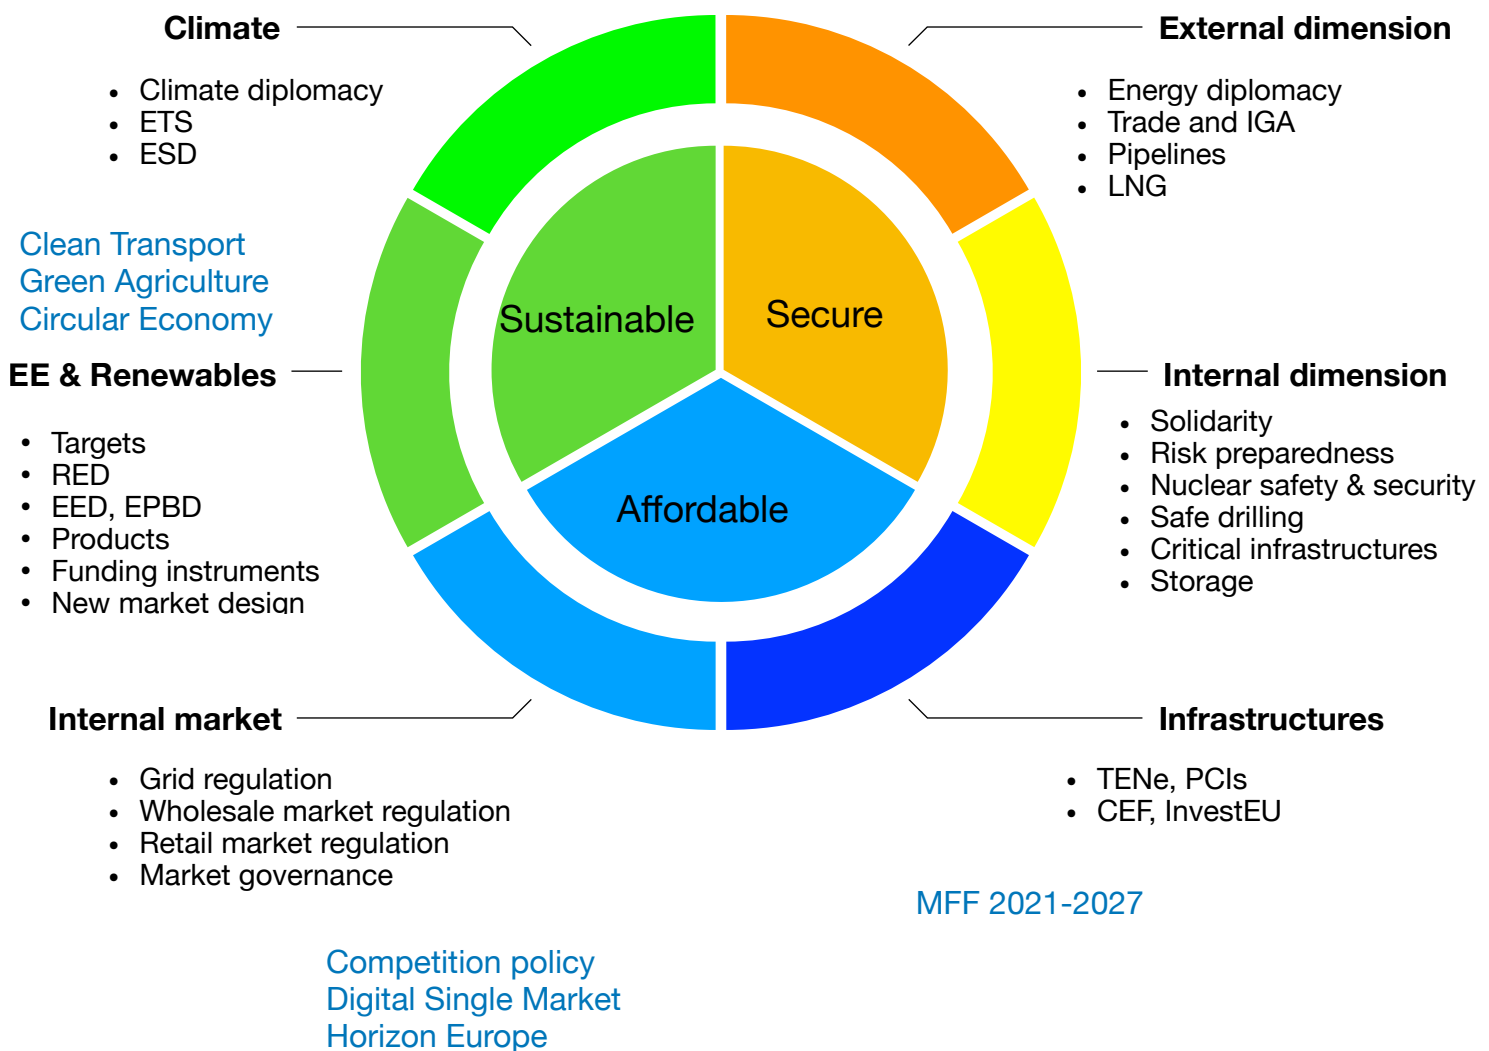 Climate
• Climate diplomacy
• ETS
• ESD
Clean Transport
Green Agriculture
Circular Economy
EE & Renewables
• Targets
• RED
• EED, EPBD
• Products
• Funding instruments
• New market design
Internal market
• Grid regulation
• Wholesale market regulation
• Retail market regulation
• Market governance
Sustainable
Secure
Affordable
External dimension
• Energy diplomacy
• Trade and IGA
• Pipelines
• LNG
Internal dimension
• Solidarity
• Risk preparedness
• Nuclear safety & security
• Safe drilling
• Critical infrastructures
• Storage
Infrastructures
• TENe, PCIs
• CEF, InvestEU
MFF 2021-2027
Competition policy
Digital Single Market
Horizon Europe